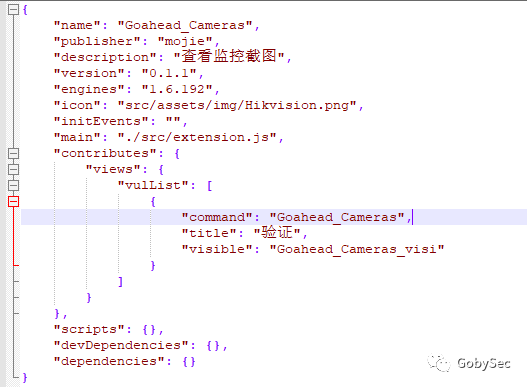 {
    "name": "Goahead_Cameras",
    "publisher": "mojie",
    "description": "查看监控截图",
    "version": "0.1.1",
    "engines": "1.6.192",
    "icon": "src/assets/img/Hikvision.png",
    "initEvents": "",
    "main": "./src/extension.js",
    "contributes": {
        "views": {
            "vulList": [
                {
                    "command": "Goahead_Cameras",
                    "title": "验证",
                    "visible": "Goahead_Cameras_visi"
                }
            ]
        }
    },
    "scripts": {},
    "devDependencies": {},
    "dependencies": {}
}
GobySec